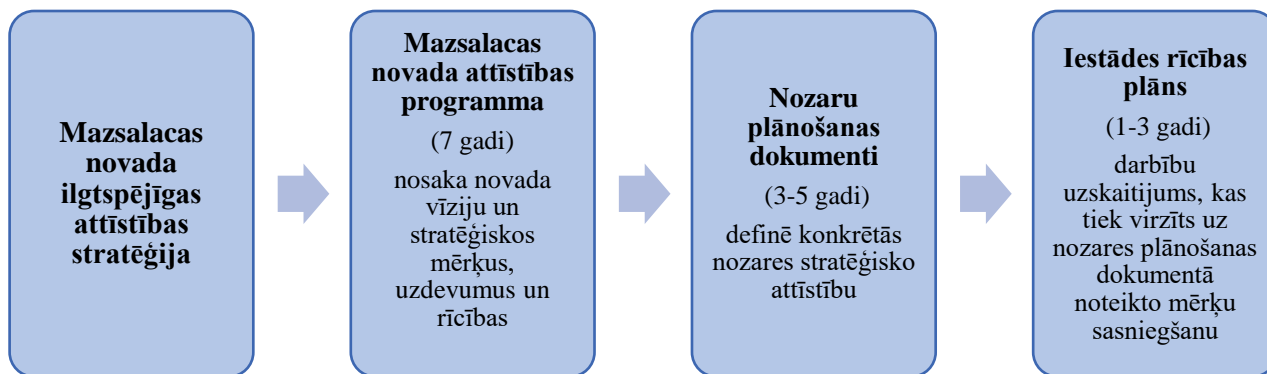 Mazsalacas
novada
ilgtspējīgas
attīstības
stratēģija
Mazsalacas
novada attīstības
programma
(7 gadi)
nosaka novada
vīziju un
stratēģiskos
mērķus,
uzdevumus un
rīcības
Nozaru
plānošanas
dokumenti
(3-5 gadi)
definē konkrētās
nozares stratēģisko
attīstību
Iestādes rīcības
plāns
(1-3 gadi)
darbību
uzskaitijums, kas
tiek virzīts uz
nozares plānošanas
dokumentā
noteikto mērķu
sasniegšanu